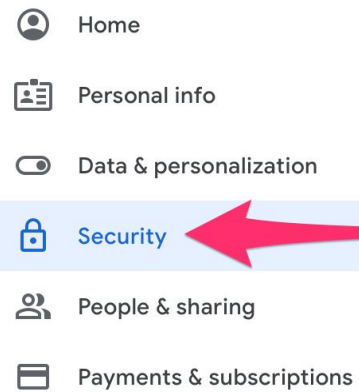 Home
Personal info
Data & personalization
Security
People & sharing
Payments & subscriptions